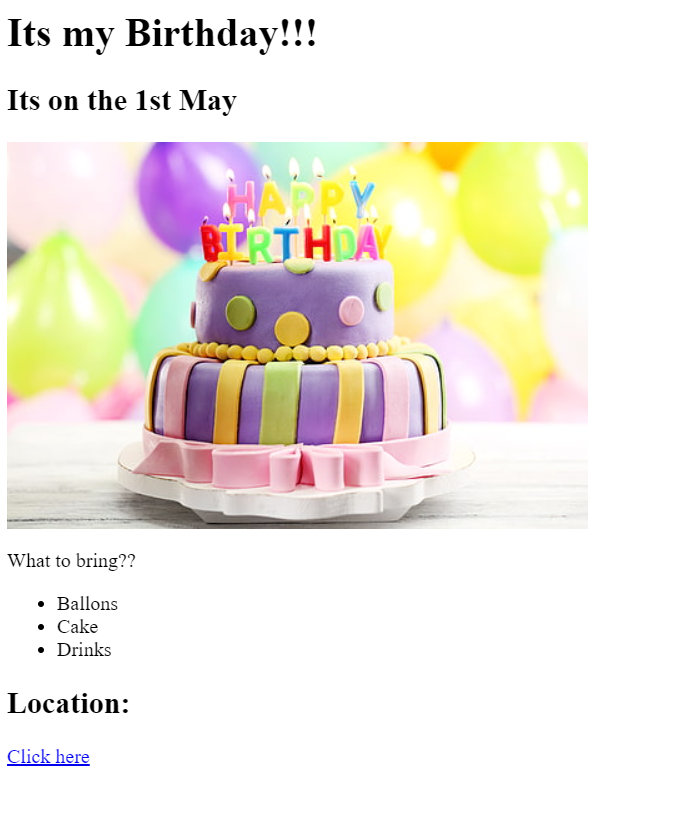 Its my Birthday!!!
Its on the 1st May
HAPPY
BIRTHDAY
What to bring??
Ballons
Cake
Drinks
Location:
Click here